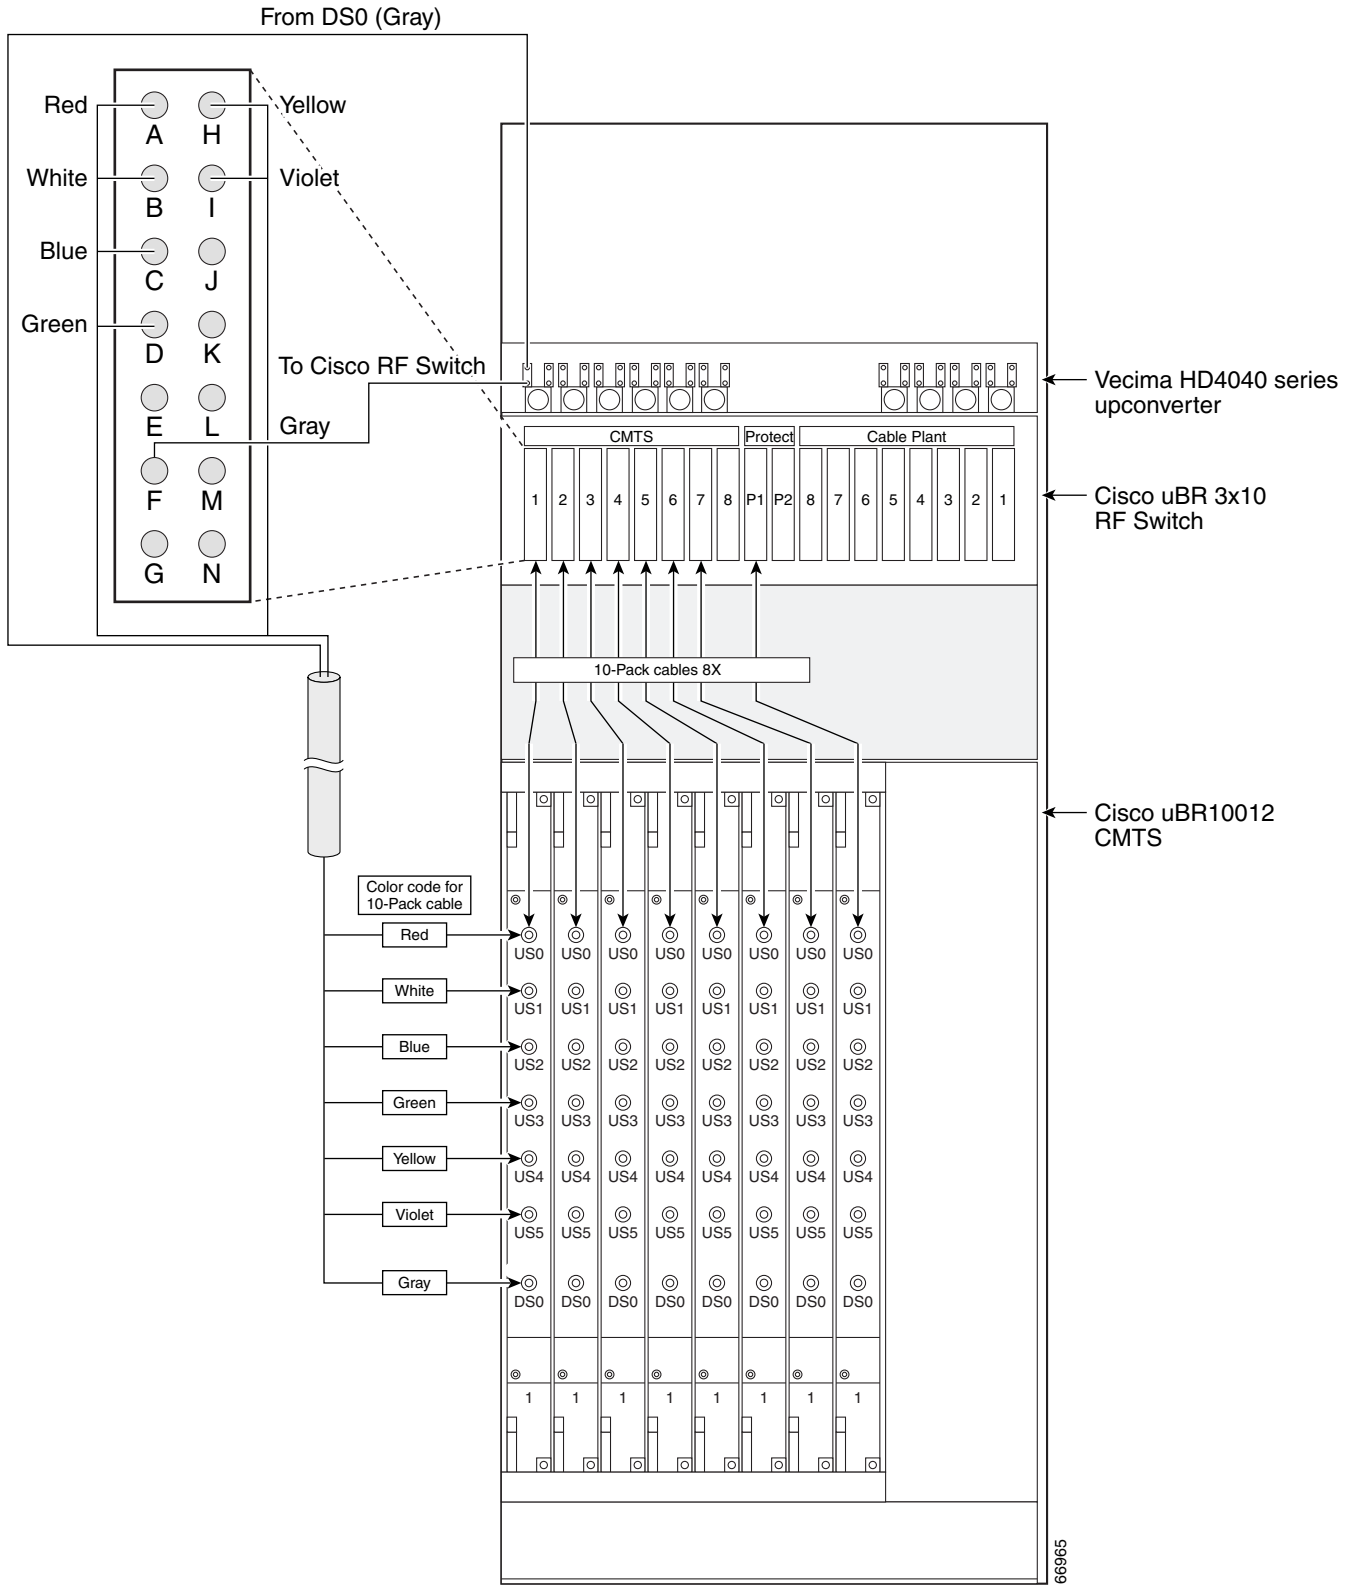 From DS0 (Gray)
Red
Yellow
A H
White
Violet
B I
Blue
C J
Green
D K
To Cisco RF Switch
E L
Gray
F M
G N
Vecima HD4040 series
upconverter
CMTS Protect Cable Plant
1 2 3 4 5 6 7 8 P1 P2 8 7 6 5 4 3 2 1
Cisco uBR 3x10
RF Switch
10-Pack cables 8X
Cisco uBR10012
CMTS
Color code for
10-Pack cable
Red
US0 US0 US0 US0 US0 US0 US0 US0
White
US1 US1 US1 US1 US1 US1 US1 US1
Blue
US2 US2 US2 US2 US2 US2 US2 US2
Green
US3 US3 US3 US3 US3 US3 US3 US3
Yellow
US4 US4 US4 US4 US4 US4 US4 US4
Violet
US5 US5 US5 US5 US5 US5 US5 US5
Gray
DS0 DS0 DS0 DS0 DS0 DS0 DS0 DS0
1 1 1 1 1 1 1 1
66965